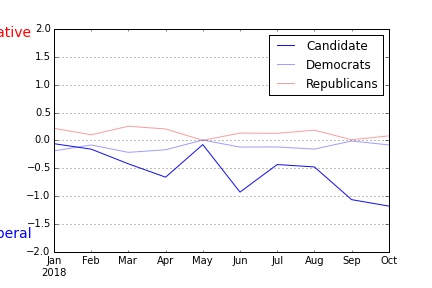 ative
2.0
1.5
1.0
0.5
0.0
−0.5
−1.0
−1.5
−2.0
peral
Candidate
Democrats
Republicans
Jan Feb Mar Apr May Jun Jul Aug Sep Oct
2018